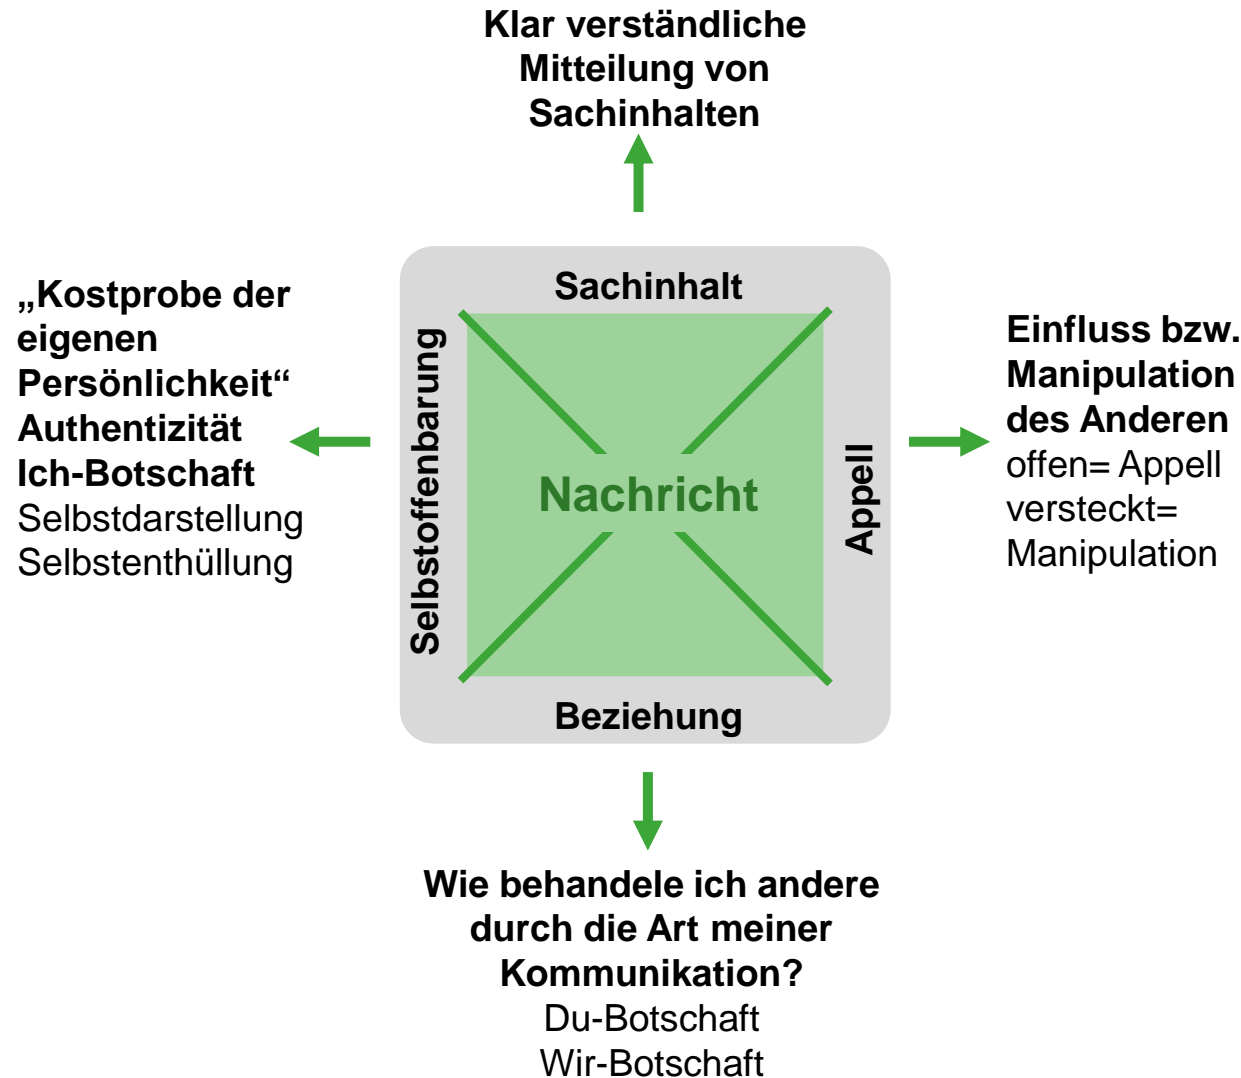 Klar verständliche
Mitteilung von
Sachinhalten
„Kostprobe der
eigenen
Persönlichkeit“
Authentizität
Ich-Botschaft
Selbstdarstellung
Selbstenthüllung
Sachinhalt
Selbstoffenbarung
Nachricht
Appell
Beziehung
Einfluss bzw.
Manipulation
des Anderen
offen= Appell
versteckt=
Manipulation
Wie behandele ich andere
durch die Art meiner
Kommunikation?
Du-Botschaft
Wir-Botschaft